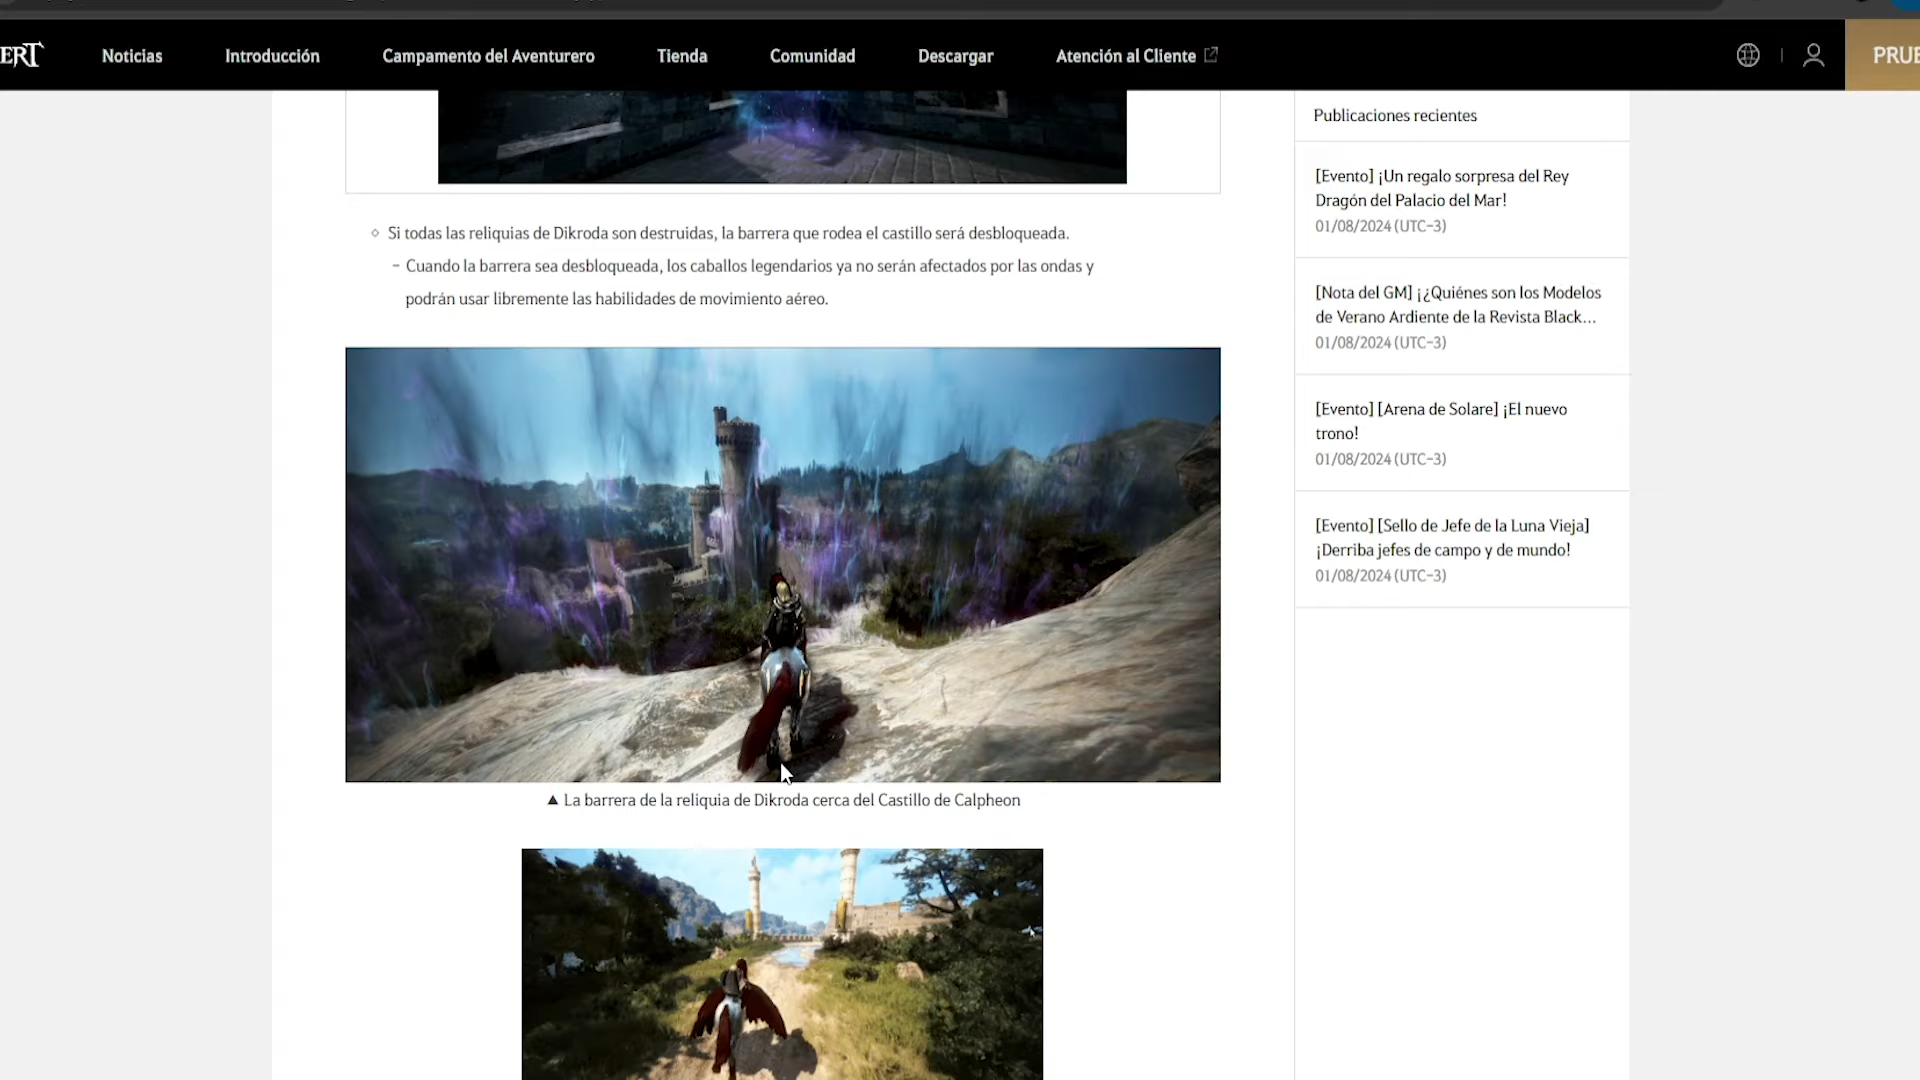 ERT
Noticias
Introducción
Campamento del Aventurero
Tienda
Comunidad
Descargar
Atención al Cliente
PRUE
Si todas las reliquias de Dikroda son destruidas, la barrera que rodea el castillo será desbloqueada.
– Cuando la barrera sea desbloqueada, los caballos legendarios ya no serán afectados por las ondas y
podrán usar libremente las habilidades de movimiento aéreo.
▲ La barrera de la reliquia de Dikroda cerca del Castillo de Calpheon
Publicaciones recientes
[Evento] ¡Un regalo sorpresa del Rey
Dragón del Palacio del Mar!
01/08/2024 (UTC-3)
[Nota del GM] ¡¿Quiénes son los Modelos
de Verano Ardiente de la Revista Black...
01/08/2024 (UTC-3)
[Evento] [Arena de Solare] ¡El nuevo
trono!
01/08/2024 (UTC-3)
[Evento] [Sello de Jefe de la Luna Vieja]
¡Derriba jefes de campo y de mundo!
01/08/2024 (UTC-3)